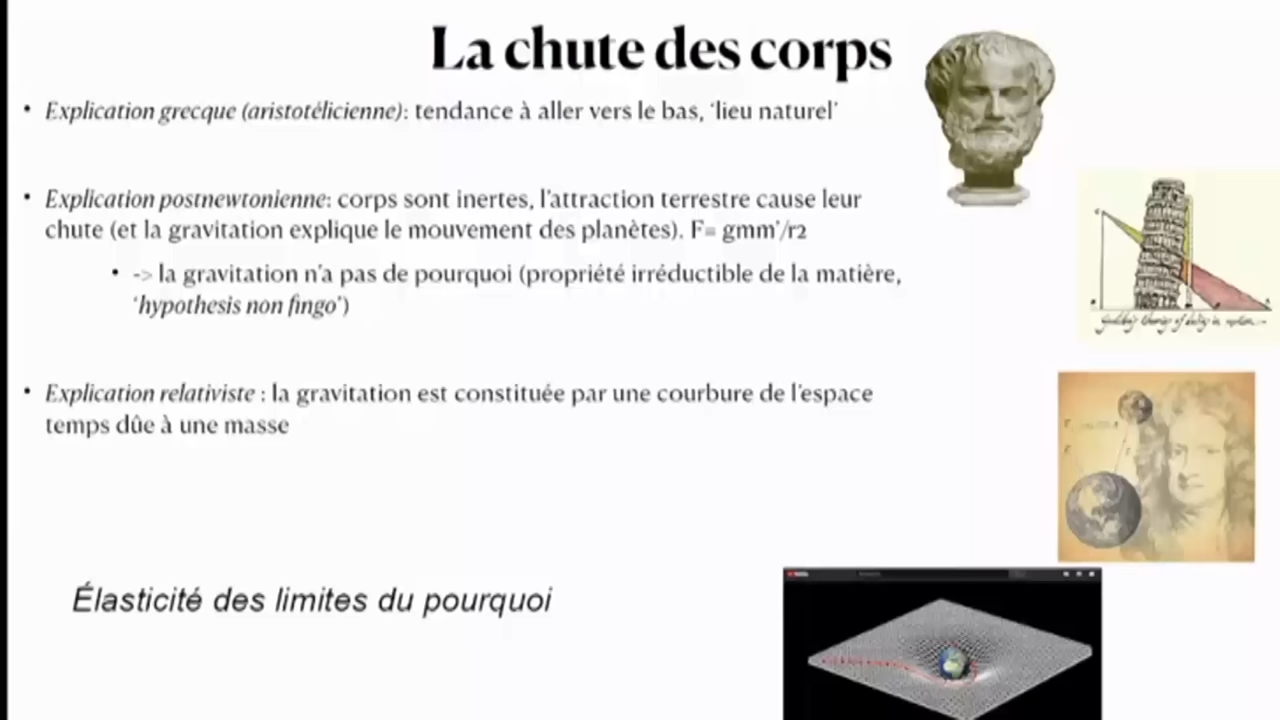 La chute des corps
• Explication grecque (aristotélicienne): tendance à aller vers le bas, 'lieu naturel'
• Explication postnewtonienne: corps sont inertes, l'attraction terrestre cause leur
chute (et la gravitation explique le mouvement des planètes). F= gmm'/r2
• -> la gravitation n'a pas de pourquoi (propriété irréductible de la matière,
'hypothesis non fingo')
• Explication relativiste : la gravitation est constituée par une courbure de l'espace
temps dûe à une masse
Élasticité des limites du pourquoi